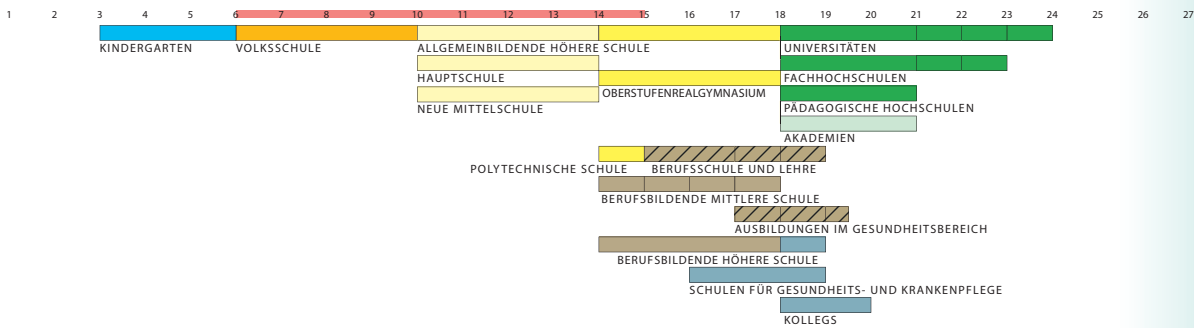 1 2 3 4 5 6 7 8 9 10 11 12 13 14 15 16 17 18 19 20 21 22 23 24 25 26 27
KINDERGARTEN VOLKSSCHULE ALLGEMEINBILDENDE HÖHERE SCHULE UNIVERSITÄTEN
HAUPTSCHULE FACHHOCHSCHULEN
OBERSTUFENREALGYMNASIUM
NEUE MITTELSCHULE PÄDAGOGISCHE HOCHSCHULEN
AKADEMIEN
POLYTECHNISCHE SCHULE BERUFSSCHULE UND LEHRE
BERUFSBILDENDE MITTLERE SCHULE
AUSBILDUNGEN IM GESUNDHEITSBEREICH
BERUFSBILDENDE HÖHERE SCHULE
SCHULEN FÜR GESUNDHEITS- UND KRANKENPFLEGE
KOLLEGS